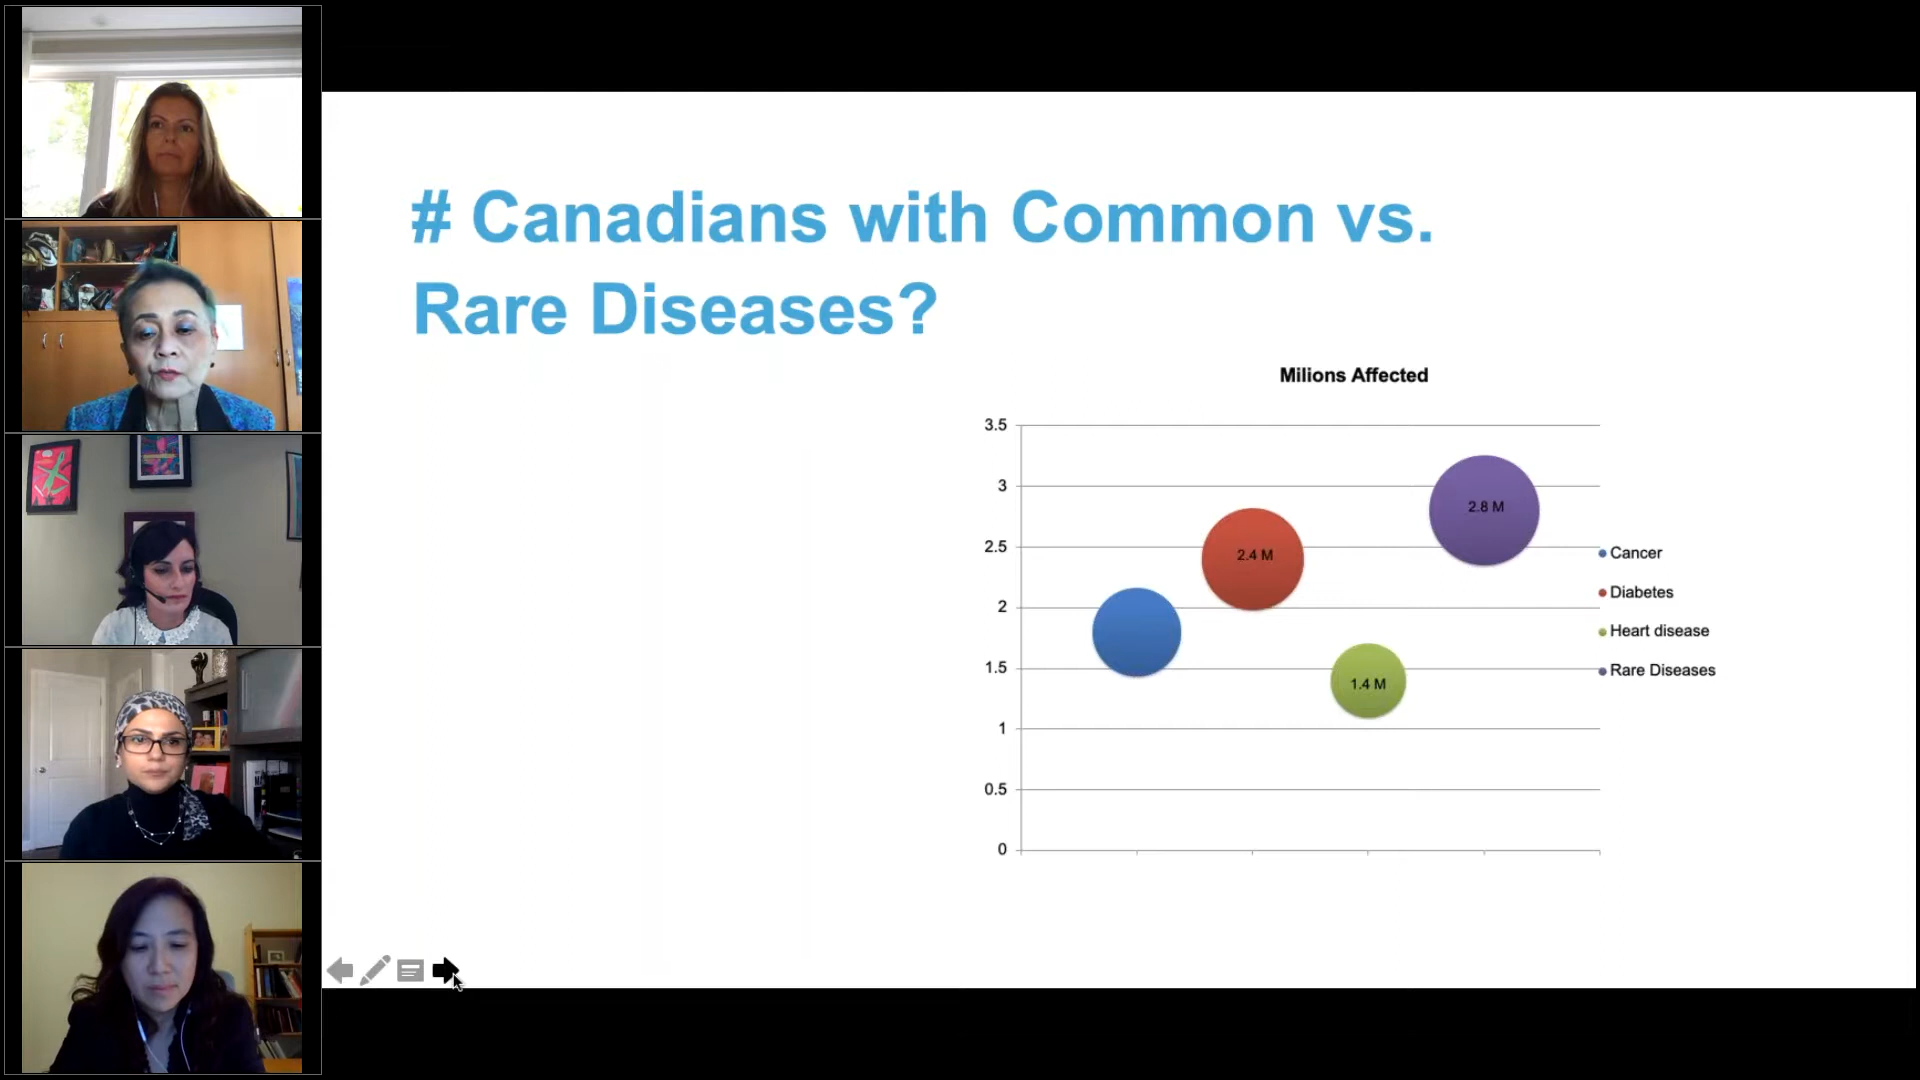 # Canadians with Common vs.
Rare Diseases?
Milions Affected
3.5
3
2.5
2
1.5
1
0.5
0
2.4 M
1.4 M
2.8 M
Cancer
Diabetes
Heart disease
Rare Diseases